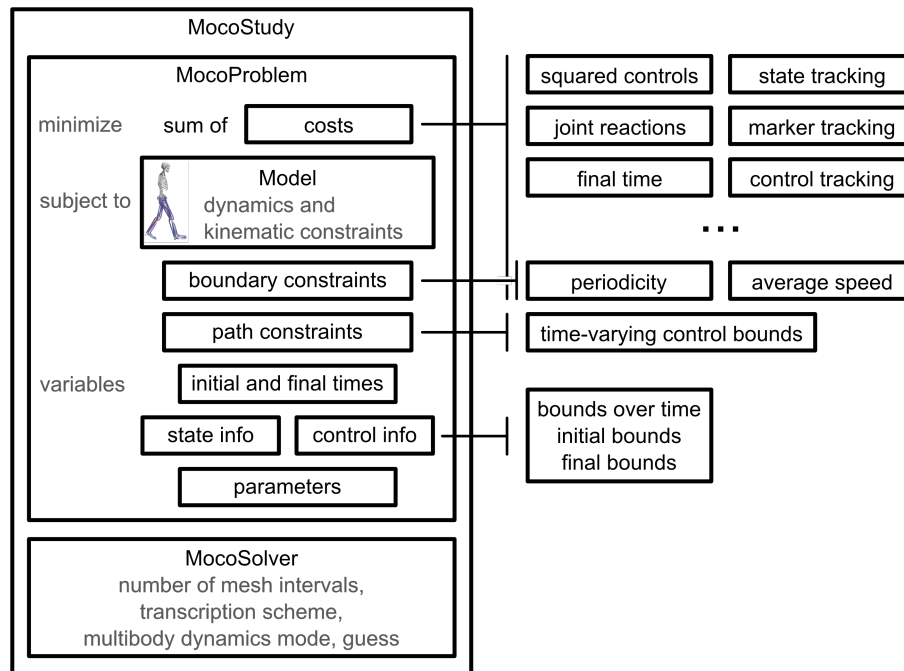 MocoStudy
MocoProblem
minimize sum of costs
subject to
Model
dynamics and
kinematic constraints
boundary constraints
path constraints
variables
initial and final times
state info control info
parameters
MocoSolver
number of mesh intervals,
transcription scheme,
multibody dynamics mode, guess
squared controls state tracking
joint reactions marker tracking
final time control tracking
...
periodicity average speed
time-varying control bounds
bounds over time
initial bounds
final bounds